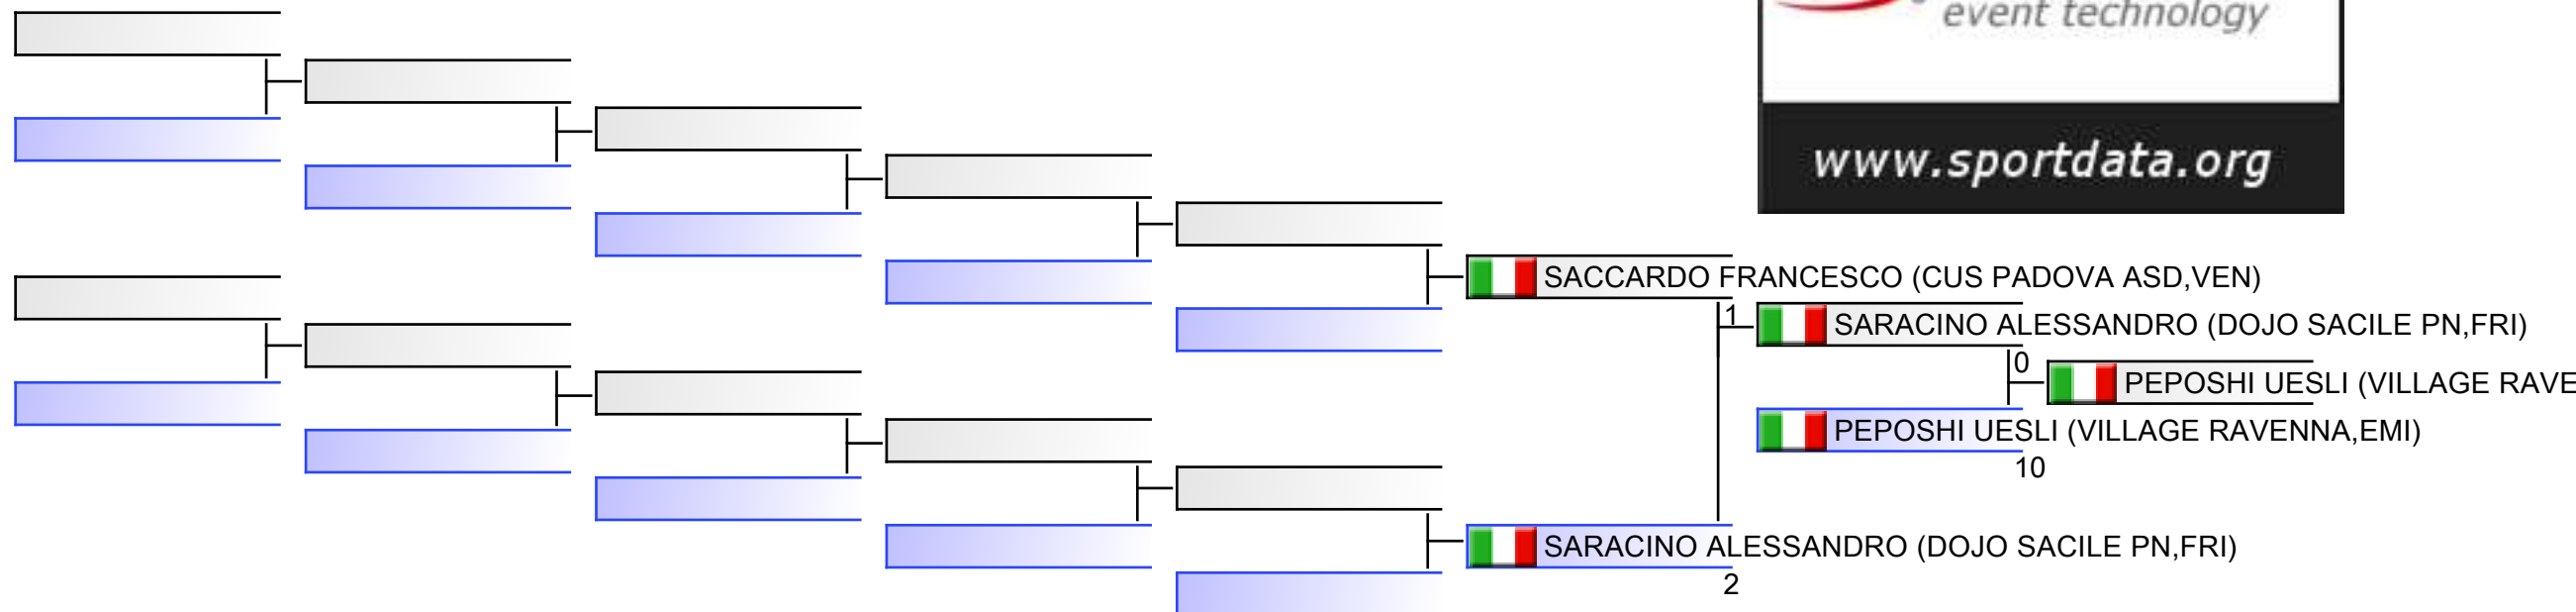 event technology
www.sportdata.org
SACCARDO FRANCESCO (CUS PADOVA ASD,VEN)
1
SARACINO ALESSANDRO (DOJO SACILE PN,FRI)
0
PEPOSHI UESLI (VILLAGE RAVE
PEPOSHI UESLI (VILLAGE RAVENNA,EMI)
10
SARACINO ALESSANDRO (DOJO SACILE PN,FRI)
2